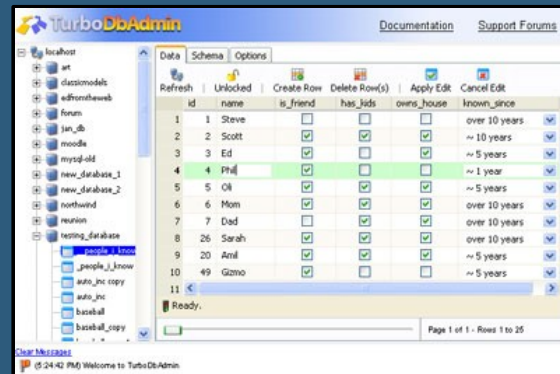 TurboDbAdmin
Documentation Support Forums
localhost
art
classicmodels
edfromtheweb
forum
jan_db
moodle
mysql-old
new_database_1
new_database_2
northwind
reunion
testing_database
_people_i_know
_people_i_know
auto_inc copy
auto_inc
baseball
baseball_copy
Data Schema Options
Refresh | Unlocked | Create Row Delete Row(s) | Apply Edit Cancel Edit
id name is_friend has_kids owns_house known_since
1 1 Steve over 10 years
2 2 Scott ~ 10 years
3 3 Ed ~ 5 years
4 4 Phil ~ 1 year
5 5 Oli ~ 5 years
6 6 Mom over 10 years
7 7 Dad over 10 years
8 26 Sarah over 10 years
9 20 Amil ~ 5 years
10 49 Gizmo ~ 5 years
11
Ready.
Page 1 of 1 - Rows 1 to 25
Clear Messages
(5:24:42 PM) Welcome to TurboDbAdmin